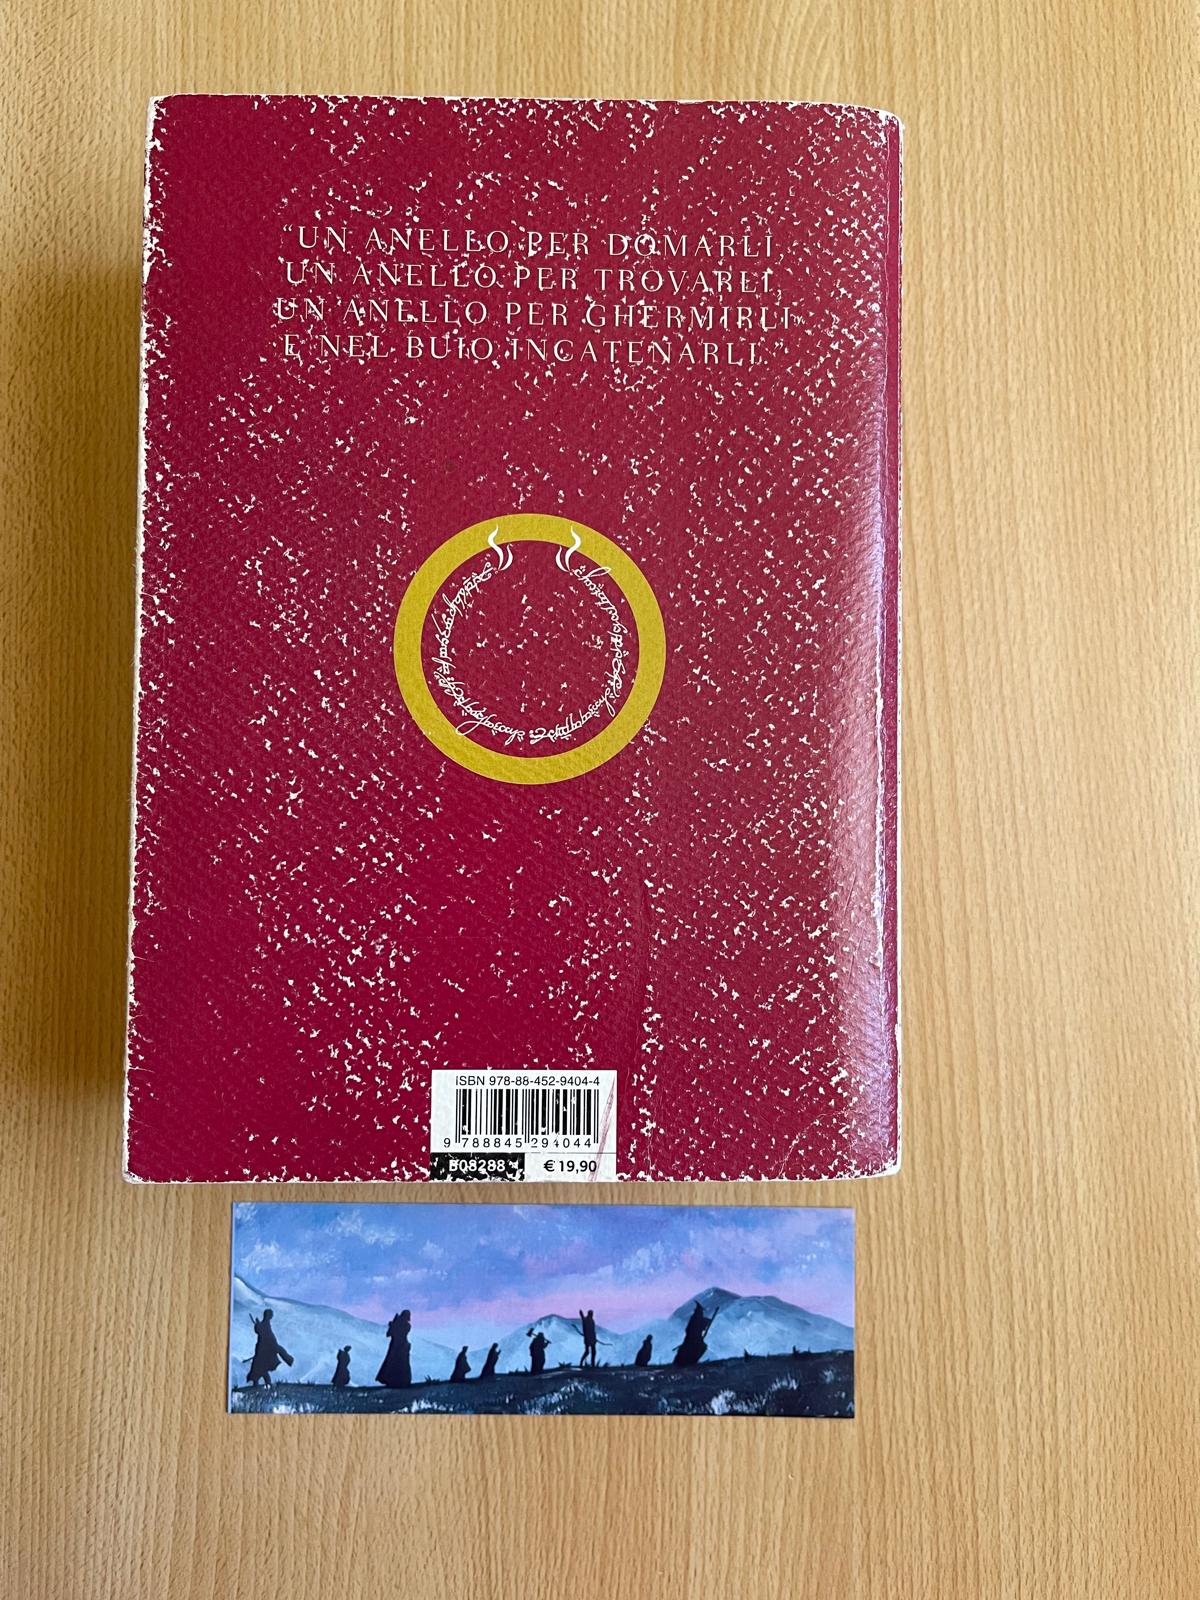 “UN ANELLO PER DOMARLI,
UN ANELLO PER TROVARLI,
UN ANELLO PER GHERMIRLI
E NEL BUIO INCATENARLI.”
ISBN 978-88-452-9404-4
9 788845 294044
B08288
€ 19,90